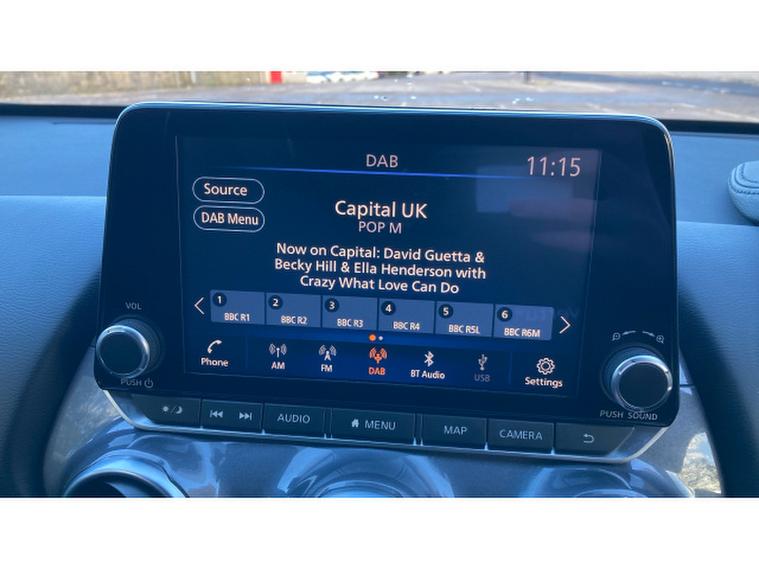 DAB
11:15
Source
DAB Menu
Capital UK
POP M
Now on Capital: David Guetta &
Becky Hill & Ella Henderson with
Crazy What Love Can Do
1 2 3 4 5 6
BBC R1 BBC R2 BBC R3 BBC R4 BBC R5L BBC R6M
Phone AM FM DAB BT Audio USB Settings
VOL
PUSH
PUSH SOUND
AUDIO MENU MAP CAMERA